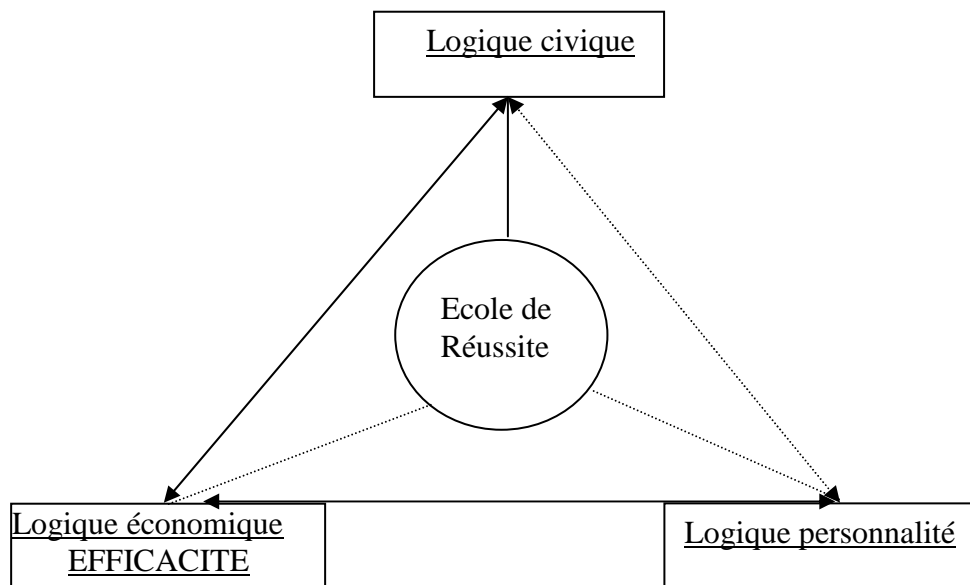 Logique civique
Ecole de
Réussite
Logique économique
EFFICACITE
Logique personnalité